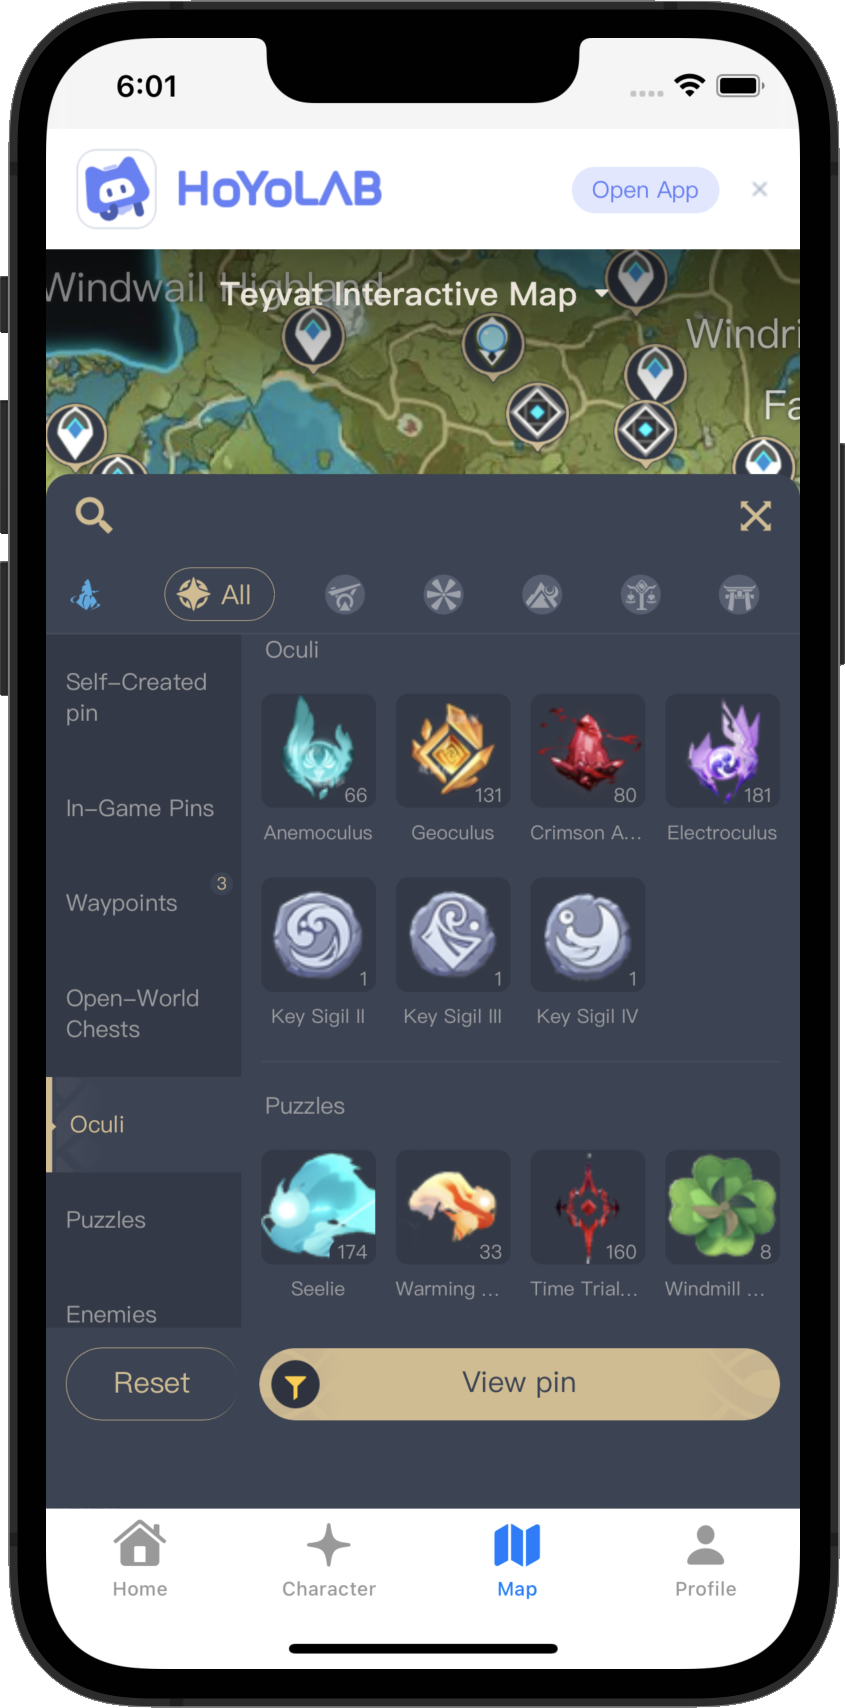 6:01
HoYoLAB
Open App
Windwail Highland
Teyvat Interactive Map
Windri
Fa
All
Self-Created
pin
In-Game Pins
Waypoints
3
Open-World
Chests
Oculi
Puzzles
Enemies
Oculi
66
131
80
181
Anemoculus
Geoculus
Crimson A...
Electroculus
1
1
1
Key Sigil II
Key Sigil III
Key Sigil IV
Puzzles
174
33
160
8
Seelie
Warming ...
Time Trial...
Windmill ...
Reset
View pin
Home
Character
Map
Profile